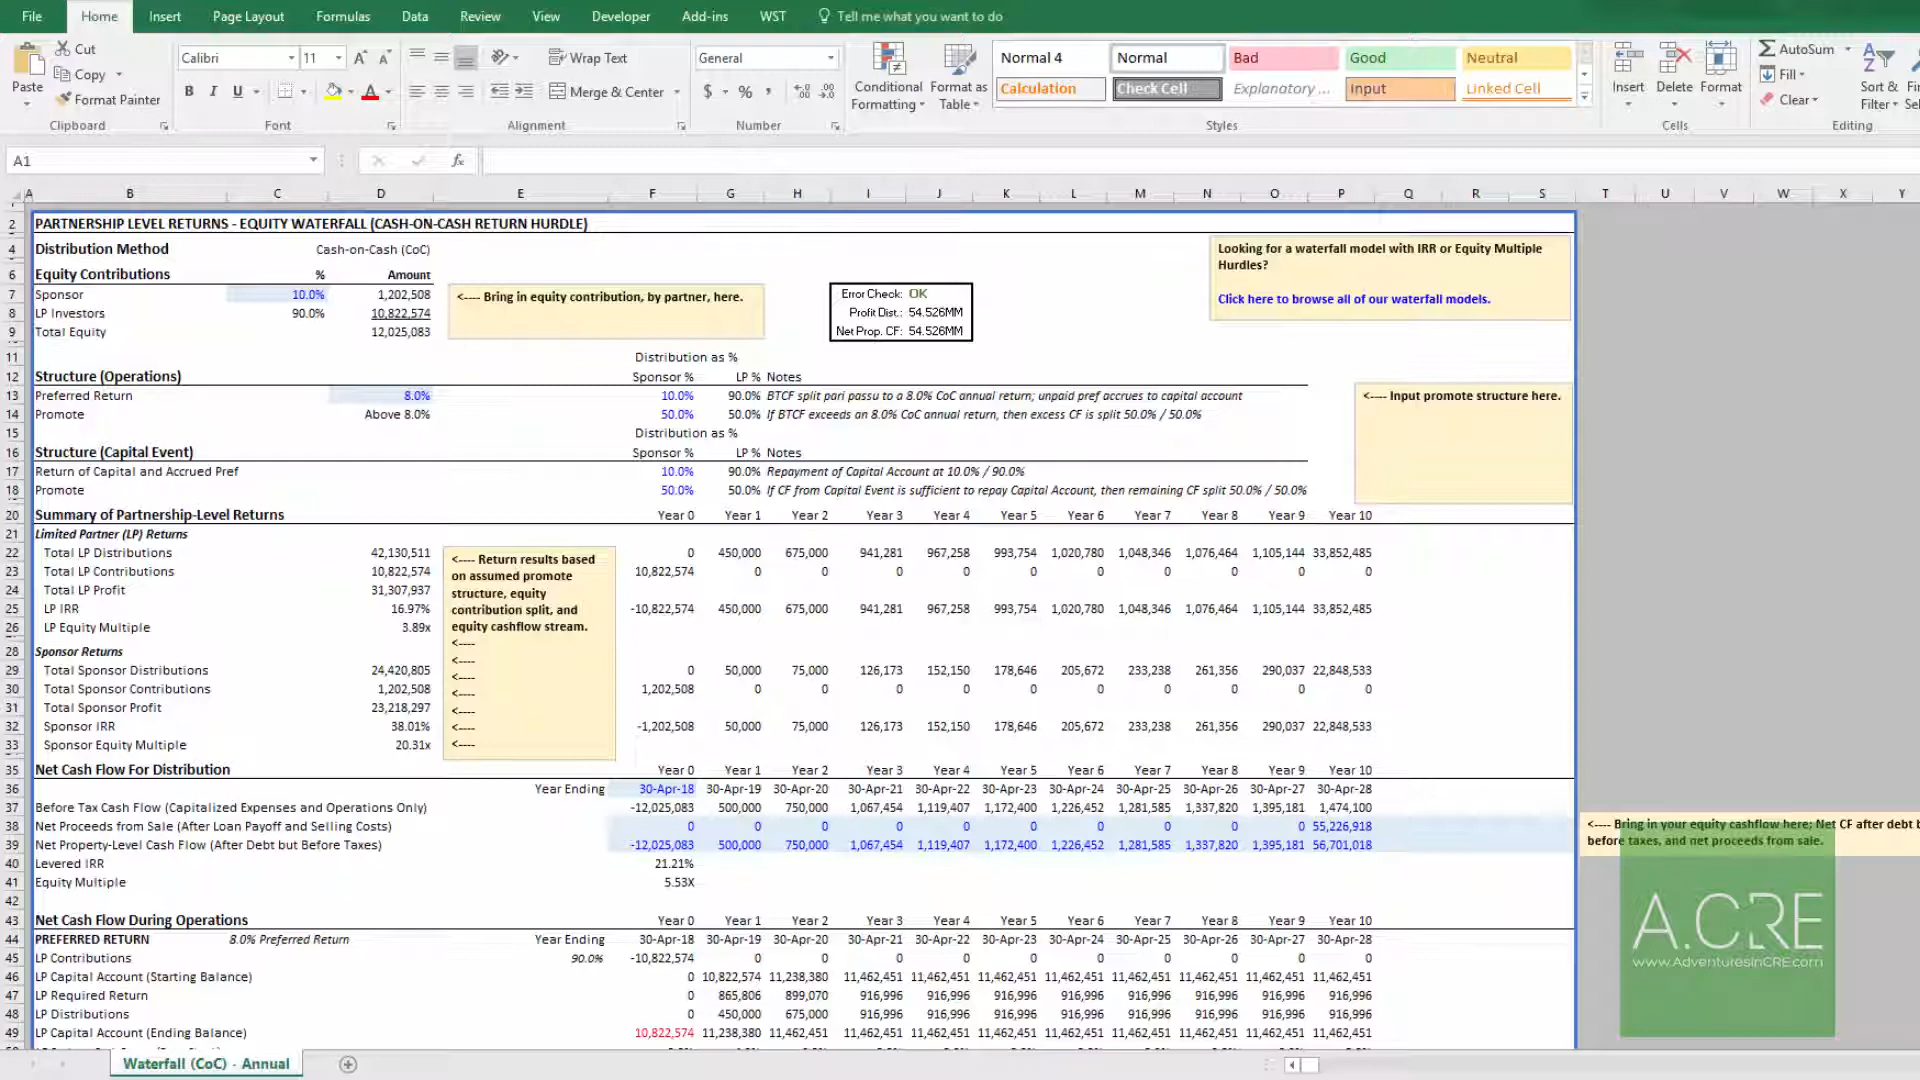 File Home Insert Page Layout Formulas Data Review View Developer Add-ins WST Tell me what you want to do
Paste Cut Copy Format Painter Clipboard
Calibri 11 A A B I U A Font
Wrap Text Merge & Center Alignment
General $ % , Number
Conditional Formatting Format as Table
Normal 4 Normal Bad Good Neutral
Calculation Check Cell Explanatory ... Input Linked Cell
Styles
Insert Delete Format Cells
AutoSum Fill Clear Sort & Filter Editing
A1 fx
A B C D E F G H I J K L M N O P Q R S T U V W X Y
2 PARTNERSHIP LEVEL RETURNS - EQUITY WATERFALL (CASH-ON-CASH RETURN HURDLE)
4 Distribution Method Cash-on-Cash (CoC)
6 Equity Contributions % Amount
7 Sponsor 10.0% 1,202,508
8 LP Investors 90.0% 10,822,574
9 Total Equity 12,025,083
<---- Bring in equity contribution, by partner, here.
Error Check: OK
Profit Dist.: 54.526MM
Net Prop. CF: 54.526MM
Looking for a waterfall model with IRR or Equity Multiple
Hurdles?
Click here to browse all of our waterfall models.
11 Distribution as %
12 Structure (Operations) Sponsor % LP % Notes
13 Preferred Return 8.0% 10.0% 90.0% BTCF split pari passu to a 8.0% CoC annual return; unpaid pref accrues to capital account
14 Promote Above 8.0% 50.0% 50.0% If BTCF exceeds an 8.0% CoC annual return, then excess CF is split 50.0% / 50.0%
15 Distribution as %
16 Structure (Capital Event) Sponsor % LP % Notes
17 Return of Capital and Accrued Pref 10.0% 90.0% Repayment of Capital Account at 10.0% / 90.0%
18 Promote 50.0% 50.0% If CF from Capital Event is sufficient to repay Capital Account, then remaining CF split 50.0% / 50.0%
<---- Input promote structure here.
20 Summary of Partnership-Level Returns Year 0 Year 1 Year 2 Year 3 Year 4 Year 5 Year 6 Year 7 Year 8 Year 9 Year 10
21 Limited Partner (LP) Returns
22 Total LP Distributions 42,130,511 0 450,000 675,000 941,281 967,258 993,754 1,020,780 1,048,346 1,076,464 1,105,144 33,852,485
23 Total LP Contributions 10,822,574 10,822,574 0 0 0 0 0 0 0 0 0 0
24 Total LP Profit 31,307,937
25 LP IRR 16.97% -10,822,574 450,000 675,000 941,281 967,258 993,754 1,020,780 1,048,346 1,076,464 1,105,144 33,852,485
26 LP Equity Multiple 3.89x
28 Sponsor Returns
29 Total Sponsor Distributions 24,420,805 0 50,000 75,000 126,173 152,150 178,646 205,672 233,238 261,356 290,037 22,848,533
30 Total Sponsor Contributions 1,202,508 1,202,508 0 0 0 0 0 0 0 0 0 0
31 Total Sponsor Profit 23,218,297
32 Sponsor IRR 38.01% -1,202,508 50,000 75,000 126,173 152,150 178,646 205,672 233,238 261,356 290,037 22,848,533
33 Sponsor Equity Multiple 20.31x
<---- Return results based
on assumed promote
structure, equity
contribution split, and
equity cashflow stream.
<----
<----
<----
<----
<----
<----
<----
35 Net Cash Flow For Distribution Year 0 Year 1 Year 2 Year 3 Year 4 Year 5 Year 6 Year 7 Year 8 Year 9 Year 10
36 Year Ending 30-Apr-18 30-Apr-19 30-Apr-20 30-Apr-21 30-Apr-22 30-Apr-23 30-Apr-24 30-Apr-25 30-Apr-26 30-Apr-27 30-Apr-28
37 Before Tax Cash Flow (Capitalized Expenses and Operations Only) -12,025,083 500,000 750,000 1,067,454 1,119,407 1,172,400 1,226,452 1,281,585 1,337,820 1,395,181 1,474,100
38 Net Proceeds from Sale (After Loan Payoff and Selling Costs) 0 0 0 0 0 0 0 0 0 0 55,226,918
39 Net Property-Level Cash Flow (After Debt but Before Taxes) -12,025,083 500,000 750,000 1,067,454 1,119,407 1,172,400 1,226,452 1,281,585 1,337,820 1,395,181 56,701,018
<---- Bring in your equity cashflow here; Net CF after debt
before taxes, and net proceeds from sale.
40 Levered IRR 21.21%
41 Equity Multiple 5.53X
42
43 Net Cash Flow During Operations Year 0 Year 1 Year 2 Year 3 Year 4 Year 5 Year 6 Year 7 Year 8 Year 9 Year 10
44 PREFERRED RETURN 8.0% Preferred Return Year Ending 30-Apr-18 30-Apr-19 30-Apr-20 30-Apr-21 30-Apr-22 30-Apr-23 30-Apr-24 30-Apr-25 30-Apr-26 30-Apr-27 30-Apr-28
45 LP Contributions 90.0% -10,822,574 0 0 0 0 0 0 0 0 0 0
46 LP Capital Account (Starting Balance) 0 10,822,574 11,238,380 11,462,451 11,462,451 11,462,451 11,462,451 11,462,451 11,462,451 11,462,451 11,462,451
47 LP Required Return 0 865,806 899,070 916,996 916,996 916,996 916,996 916,996 916,996 916,996 916,996
48 LP Distributions 0 450,000 675,000 916,996 916,996 916,996 916,996 916,996 916,996 916,996 916,996
49 LP Capital Account (Ending Balance) 10,822,574 11,238,380 11,462,451 11,462,451 11,462,451 11,462,451 11,462,451 11,462,451 11,462,451 11,462,451 11,462,451
A.CRE
www.AdventuresinCRE.com
Waterfall (CoC) - Annual